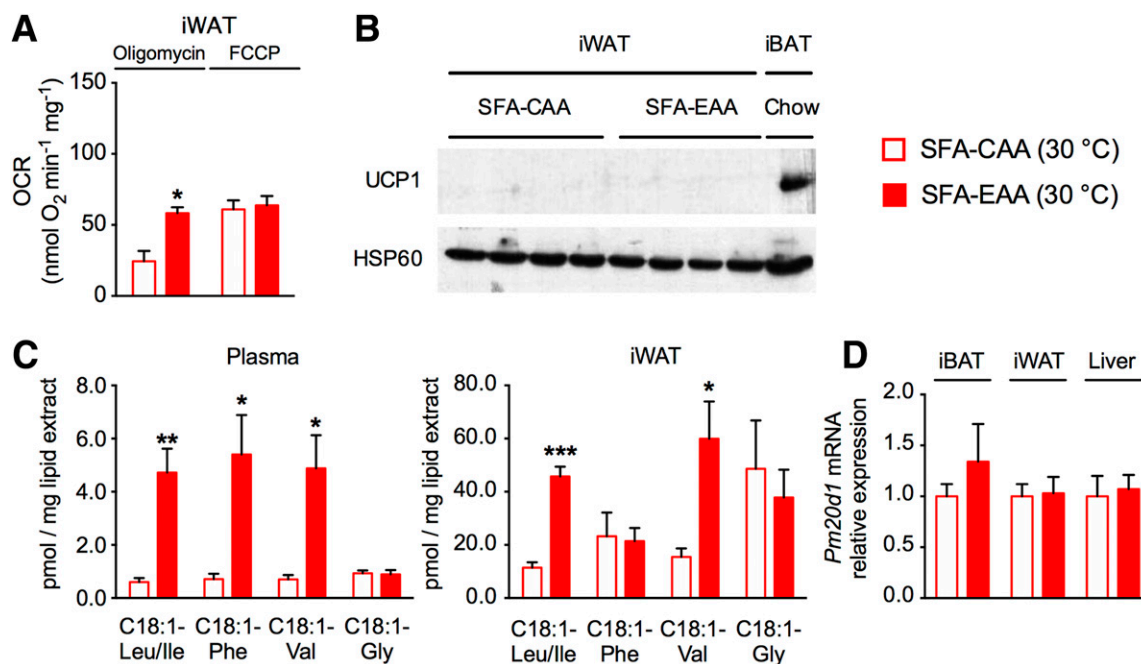 A
iWAT
Oligomycin FCCP
OCR
(nmol O₂ min⁻¹ mg⁻¹)
150
100
50
0
*
B
iWAT iBAT
SFA-CAA SFA-EAA Chow
UCP1
HSP60
SFA-CAA (30 °C)
SFA-EAA (30 °C)
C
Plasma
pmol / mg lipid extract
8.0
6.0
4.0
2.0
0.0
** * *
C18:1- C18:1- C18:1- C18:1-
Leu/Ile Phe Val Gly
iWAT
pmol / mg lipid extract
80.0
60.0
40.0
20.0
0.0
*** *
C18:1- C18:1- C18:1- C18:1-
Leu/Ile Phe Val Gly
D
iBAT iWAT Liver
Pm20d1 mRNA
relative expression
2.0
1.5
1.0
0.5
0.0